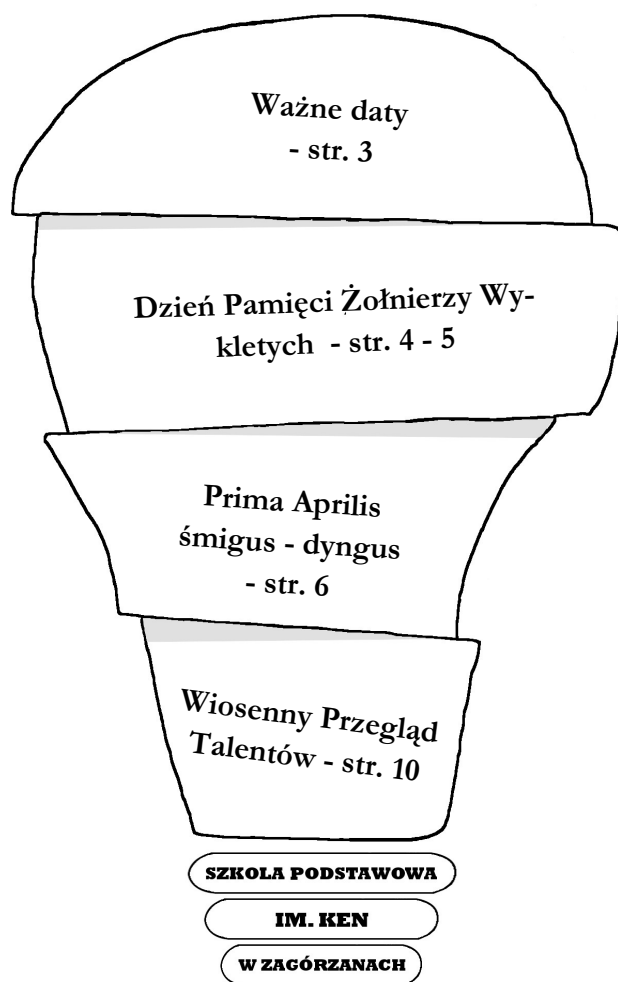 Ważne daty
- str. 3
Dzień Pamięci Żołnierzy Wy-
kletych - str. 4 - 5
Prima Aprilis
śmigus - dyngus
- str. 6
Wiosenny Przegląd
Talentów - str. 10
SZKOLA PODSTAWOWA
IM. KEN
W ZAGÓRZANACH